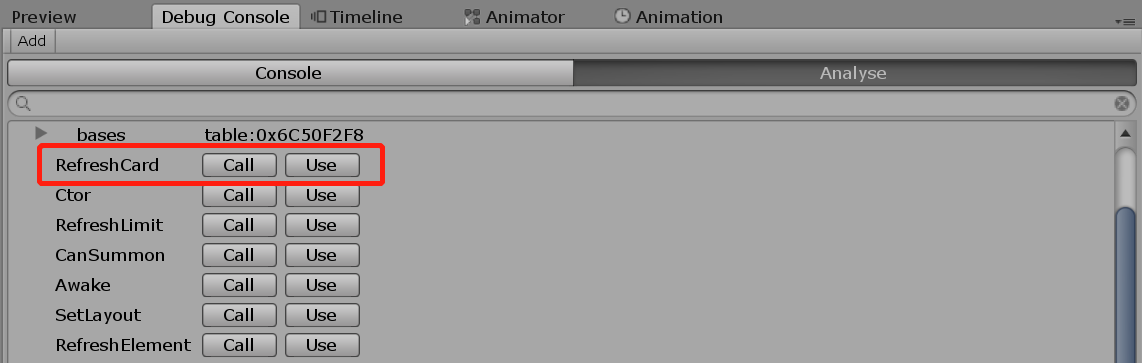 Preview Debug Console Timeline Animator Animation
Add
Console Analyse
bases table:0x6C50F2F8
RefreshCard Call Use
Ctor Call Use
RefreshLimit Call Use
CanSummon Call Use
Awake Call Use
SetLayout Call Use
RefreshElement Call Use